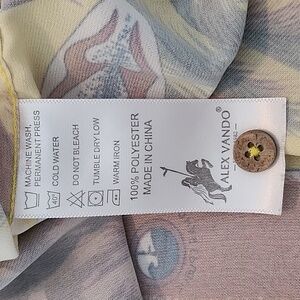 MACHINE WASH,
PERMANENT PRESS
COLD WATER
DO NOT BLEACH
TUMBLE DRY LOW
WARM IRON
100% POLYESTER
MADE IN CHINA
ALEX VANDO®